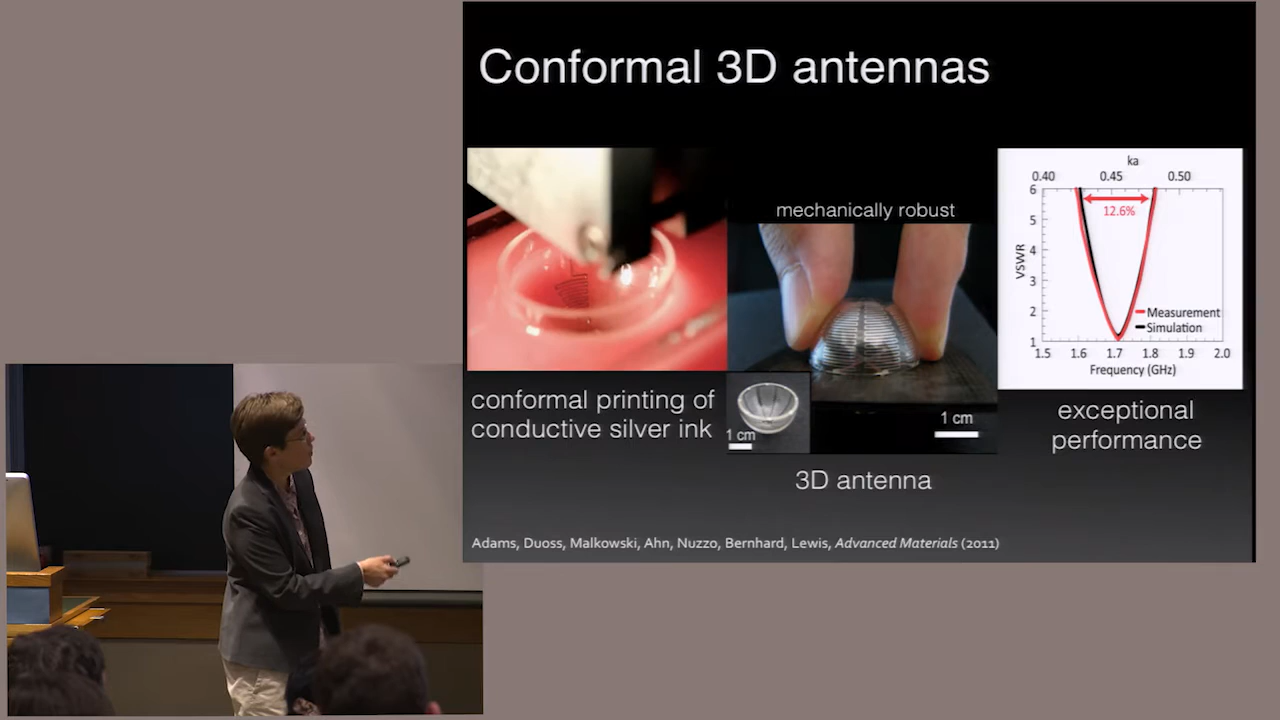 Conformal 3D antennas
mechanically robust
conformal printing of
conductive silver ink
1 cm
1 cm
3D antenna
ka
0.40 0.45 0.50
6
5
4
3
2
1
VSWR
12.6%
Measurement
Simulation
1.5 1.6 1.7 1.8 1.9 2.0
Frequency (GHz)
exceptional
performance
Adams, Duoss, Malkowski, Ahn, Nuzzo, Bernhard, Lewis, Advanced Materials (2011)